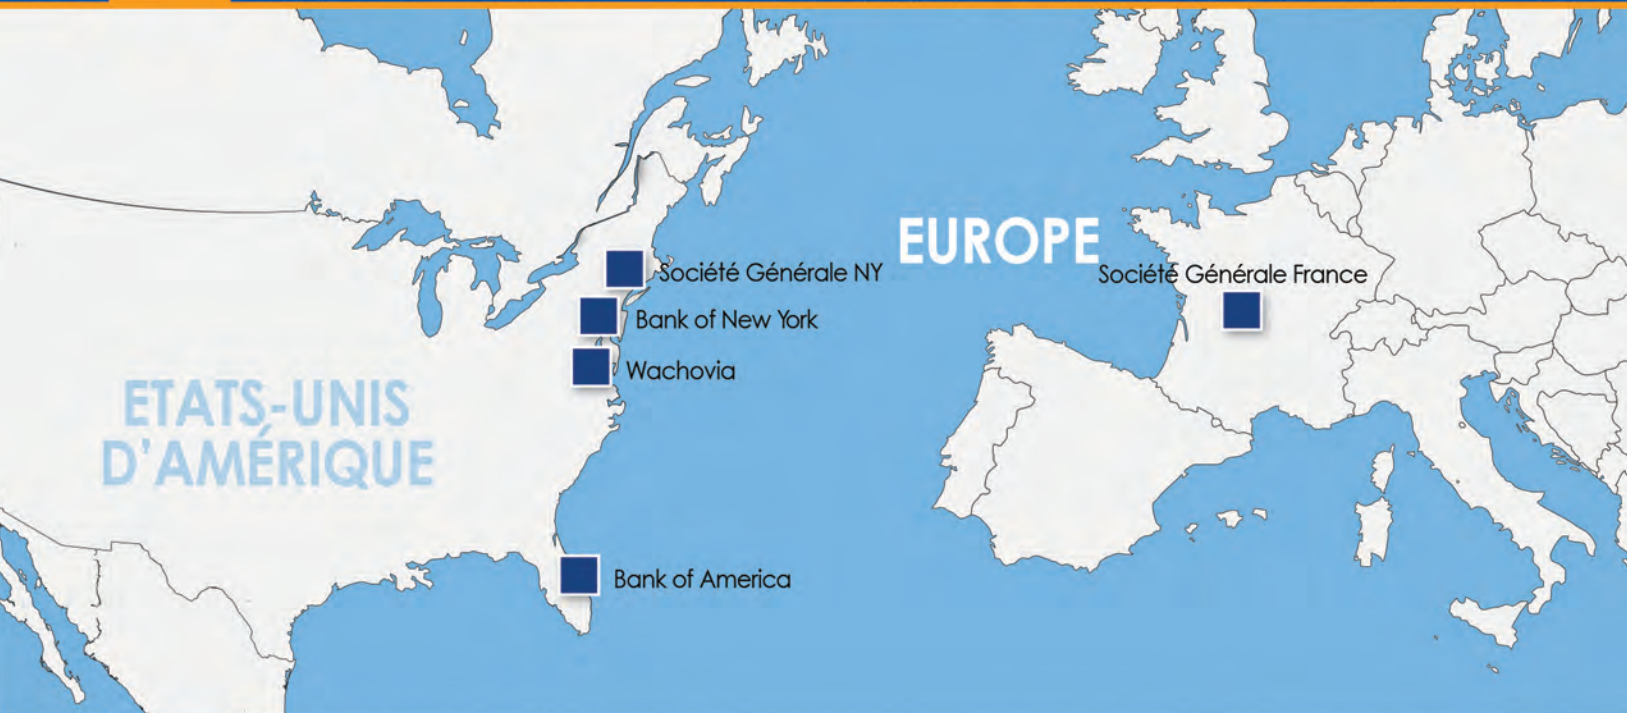 EUROPE
Société Générale NY
Société Générale France
Bank of New York
Wachovia
ETATS-UNIS
D'AMÉRIQUE
Bank of America